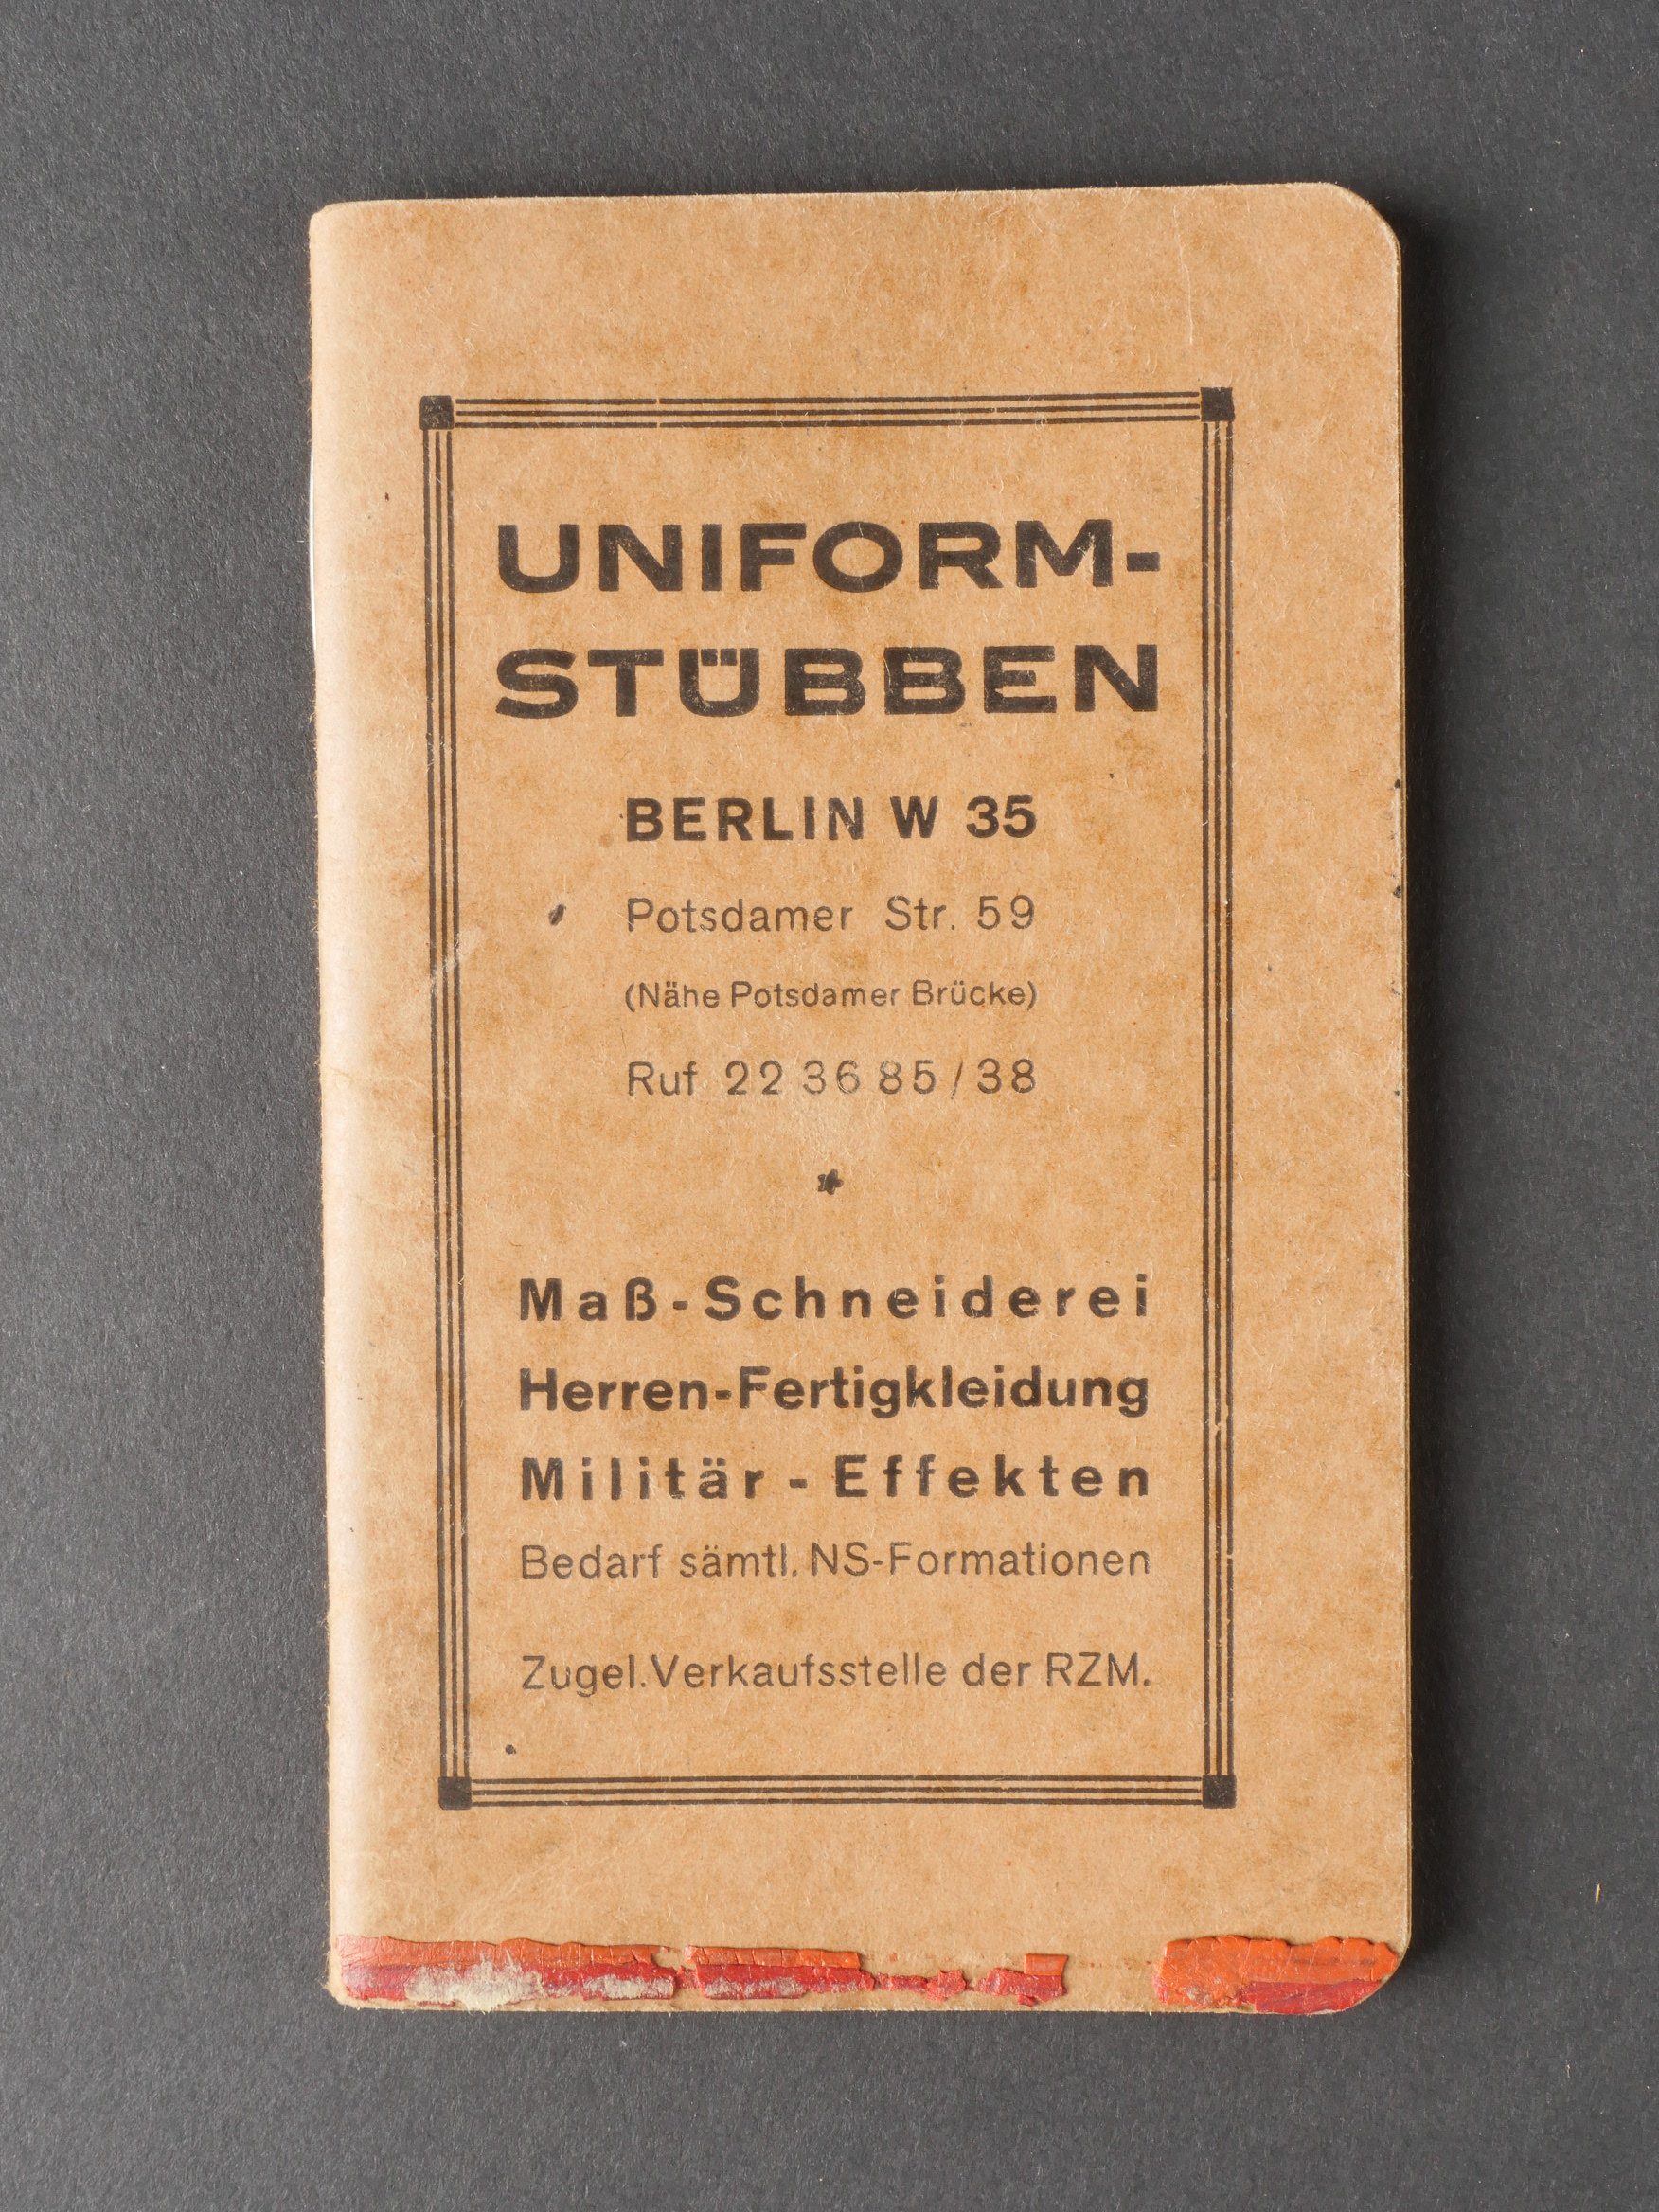 UNIFORM-
STÜBBEN
BERLIN W 35
Potsdamer Str. 59
(Nähe Potsdamer Brücke)
Ruf 22 36 85/38
*
Maß-Schneiderei
Herren-Fertigkleidung
Militär-Effekten
Bedarf sämtl. NS-Formationen
Zugel. Verkaufsstelle der RZM.